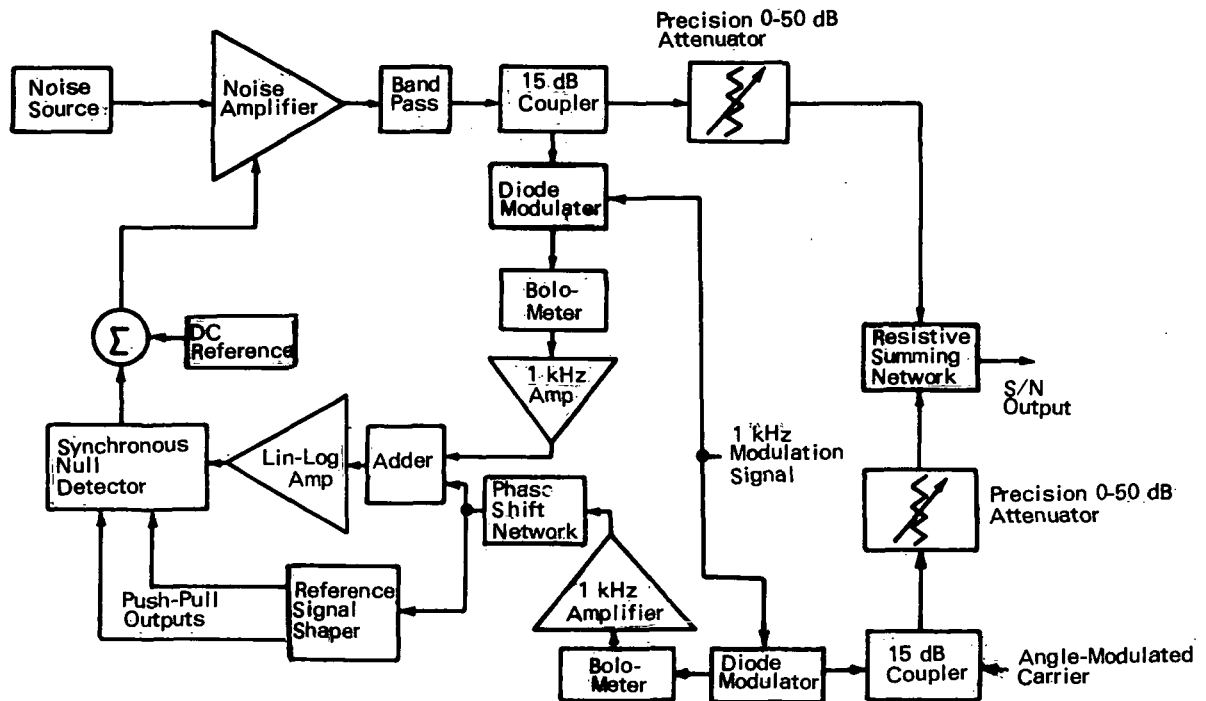 Precision 0-50 dB
Attenuator
Noise
Source
Noise
Amplifier
Band
Pass
15 dB
Coupler
Diode
Modulater
Bolo-
Meter
1 kHz
Amp
Σ
DC
Reference
Resistive
Summing
Network
S/N
Output
Synchronous
Null
Detector
Lin-Log
Amp
Adder
Phase
Shift
Network
1 kHz
Modulation
Signal
Precision 0-50 dB
Attenuator
Push-Pull
Outputs
Reference
Signal
Shaper
1 kHz
Amplifier
Bolo-
Meter
Diode
Modulator
15 dB
Coupler
Angle-Modulated
Carrier